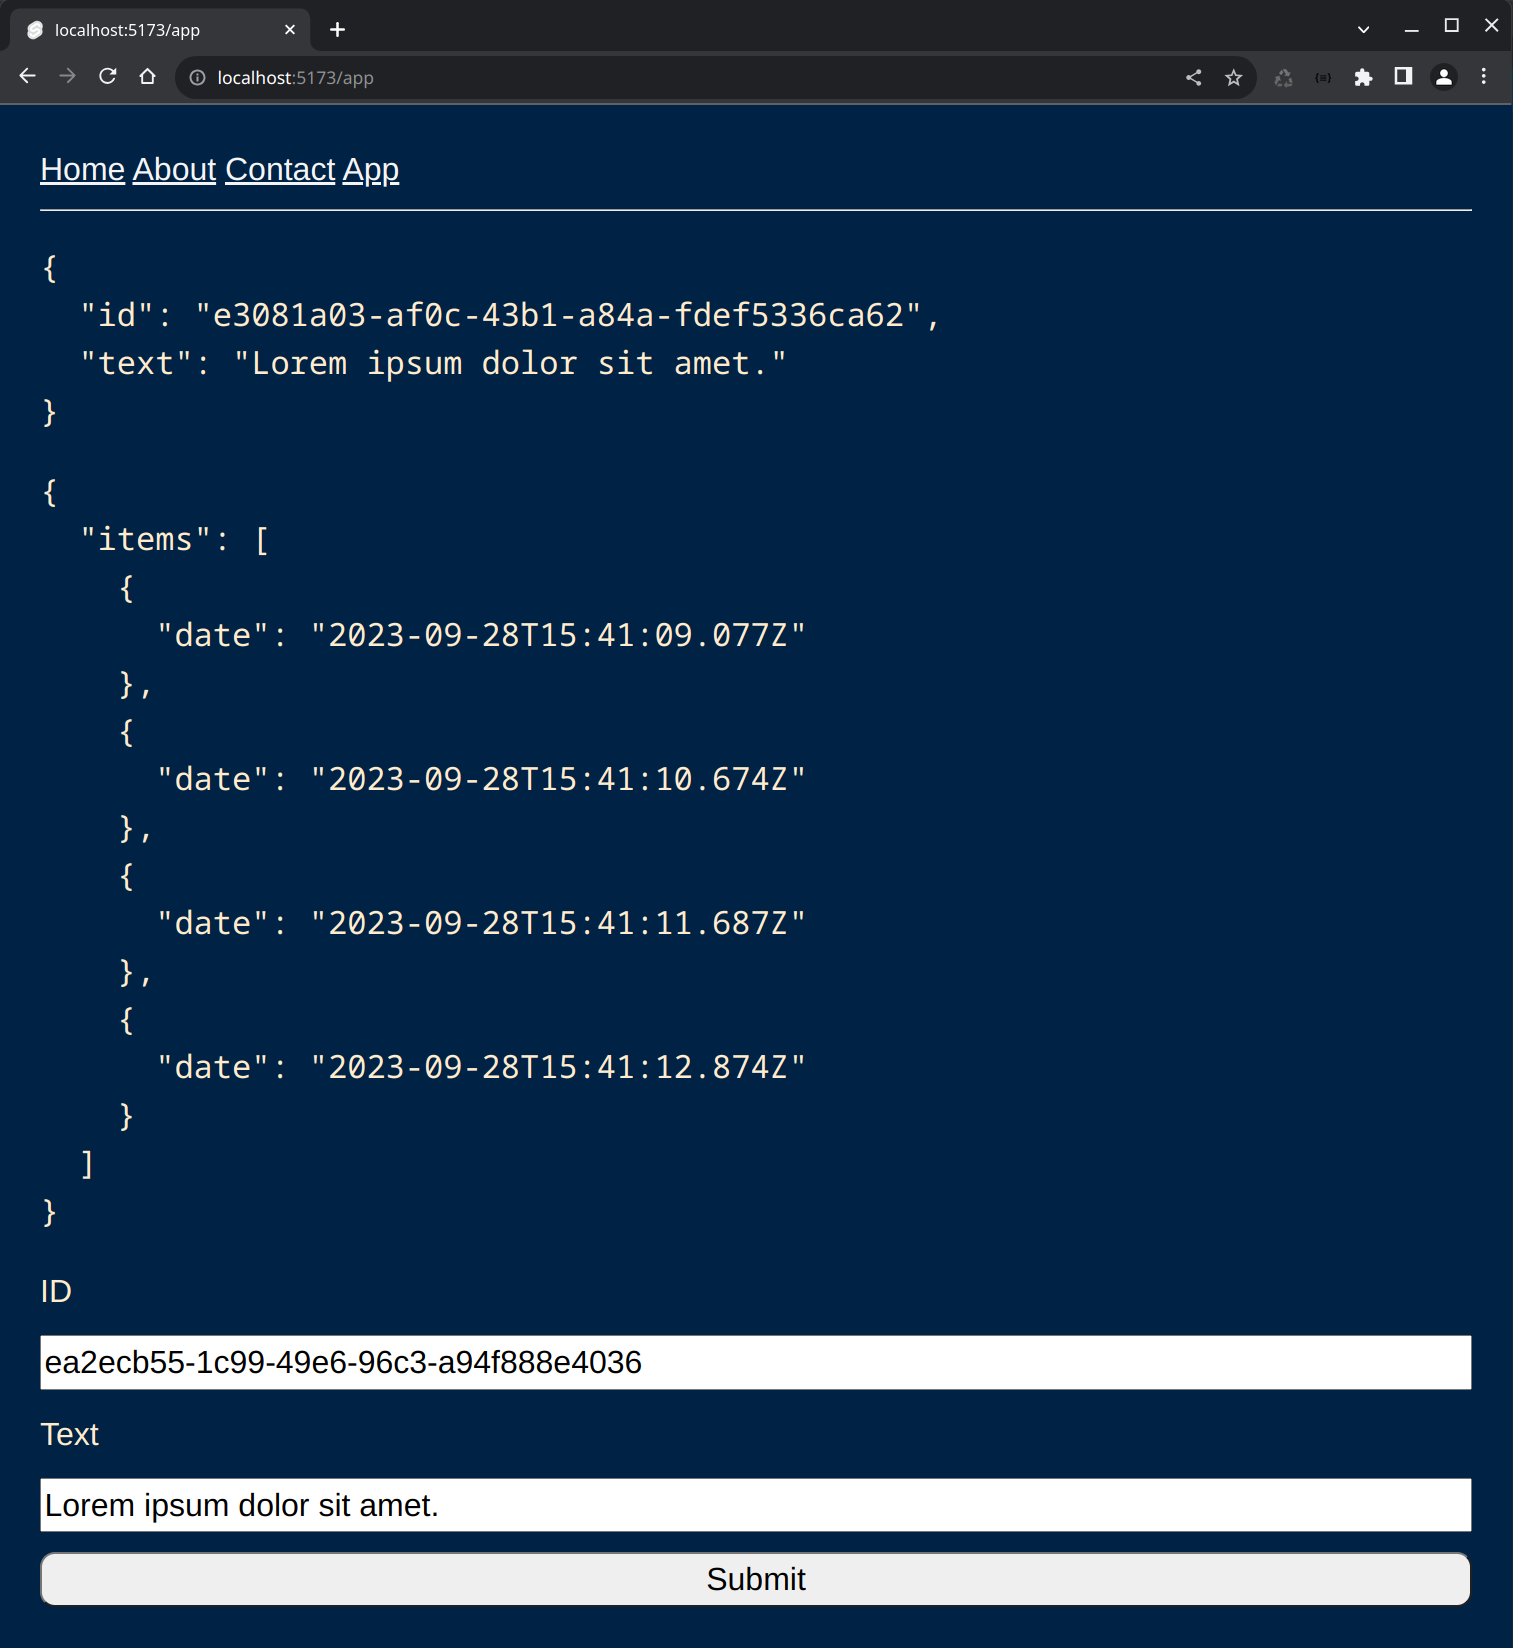 localhost:5173/app
localhost:5173/app
Home About Contact App
{
  "id": "e3081a03-af0c-43b1-a84a-fdef5336ca62",
  "text": "Lorem ipsum dolor sit amet."
}
{
  "items": [
    {
      "date": "2023-09-28T15:41:09.077Z"
    },
    {
      "date": "2023-09-28T15:41:10.674Z"
    },
    {
      "date": "2023-09-28T15:41:11.687Z"
    },
    {
      "date": "2023-09-28T15:41:12.874Z"
    }
  ]
}
ID
ea2ecb55-1c99-49e6-96c3-a94f888e4036
Text
Lorem ipsum dolor sit amet.
Submit